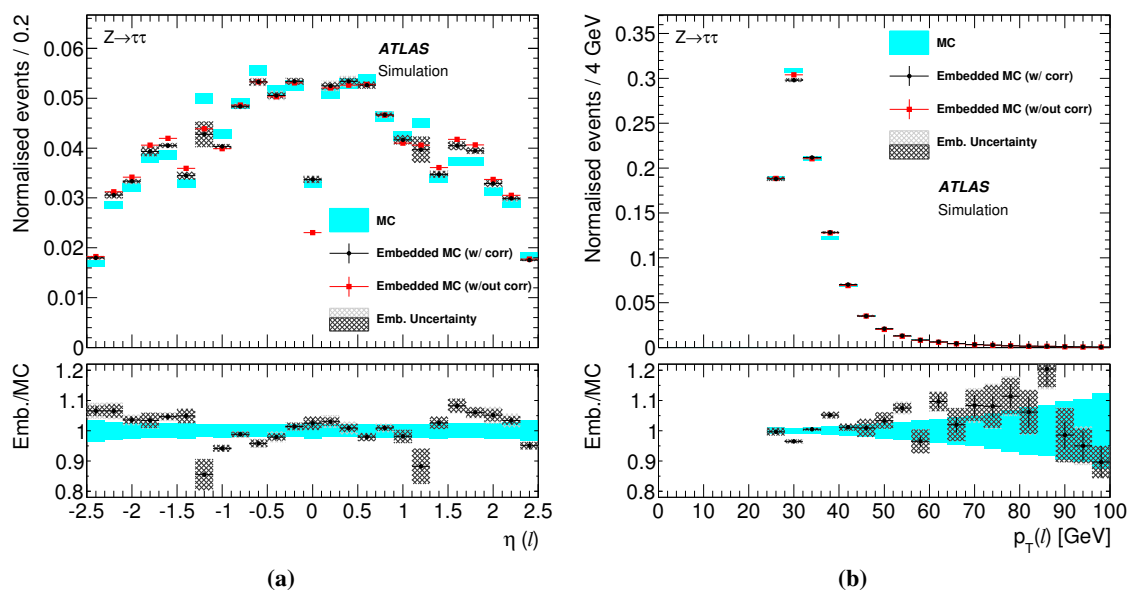 Normalised events / 0.2
0.06
0.05
0.04
0.03
0.02
0.01
0
Z→ττ
ATLAS
Simulation
MC
Embedded MC (w/ corr)
Embedded MC (w/out corr)
Emb. Uncertainty
Emb./MC
1.2
1.1
1
0.9
0.8
-2.5 -2 -1.5 -1 -0.5 0 0.5 1 1.5 2 2.5
η (l)
(a)
Normalised events / 4 GeV
0.35
0.3
0.25
0.2
0.15
0.1
0.05
0
Z→ττ
MC
Embedded MC (w/ corr)
Embedded MC (w/out corr)
Emb. Uncertainty
ATLAS
Simulation
Emb./MC
1.2
1.1
1
0.9
0.8
0 10 20 30 40 50 60 70 80 90 100
p_T(l) [GeV]
(b)